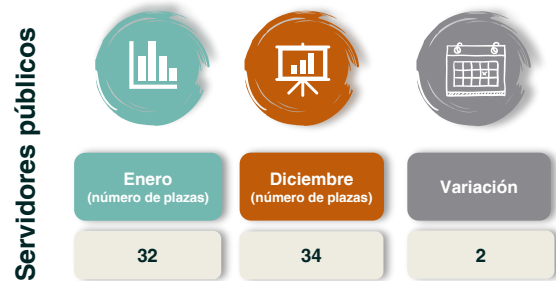 Servidores públicos
Enero
(número de plazas)
Diciembre
(número de plazas)
Variación
32
34
2